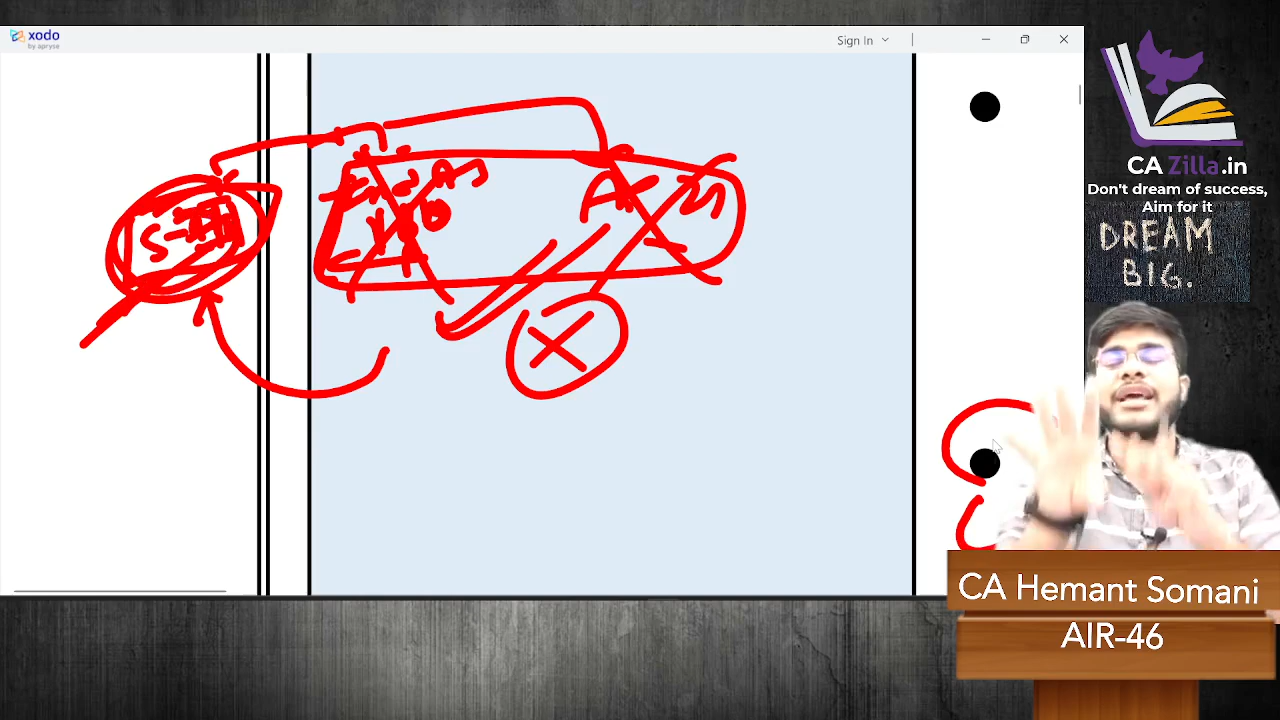 xodo
by apryse
Sign In
CA Zilla.in
Don't dream of success,
Aim for it
DREAM
BIG.
CA Hemant Somani
AIR-46